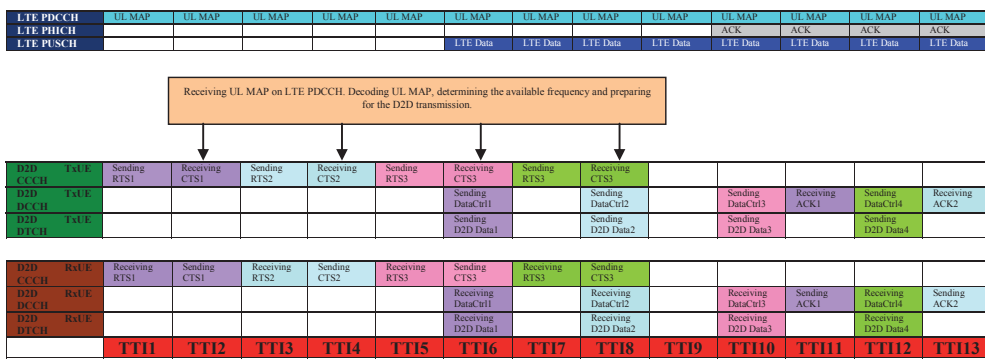 LTE PDCCH UL MAP UL MAP UL MAP UL MAP UL MAP UL MAP UL MAP UL MAP UL MAP UL MAP UL MAP UL MAP UL MAP
LTE PHICH ACK ACK ACK ACK
LTE PUSCH LTE Data LTE Data LTE Data LTE Data LTE Data LTE Data LTE Data LTE Data
Receiving UL MAP on LTE PDCCH. Decoding UL MAP, determining the available frequency and preparing
for the D2D transmission.
D2D TxUE Sending Receiving Sending Receiving Sending Receiving Sending Receiving
CCCH RTS1 CTS1 RTS2 CTS2 RTS3 CTS3 RTS3 CTS3
D2D TxUE Sending Sending Sending Receiving Sending Receiving
DCCH DataCtrl1 DataCtrl2 DataCtrl3 ACK1 DataCtrl4 ACK2
D2D TxUE Sending Sending Sending Sending
DTCH D2D Data1 D2D Data2 D2D Data3 D2D Data4
D2D RxUE Receiving Sending Receiving Sending Receiving Sending Receiving Sending
CCCH RTS1 CTS1 RTS2 CTS2 RTS3 CTS3 RTS3 CTS3
D2D RxUE Receiving Receiving Receiving Sending Receiving Sending
DCCH DataCtrl1 DataCtrl2 DataCtrl3 ACK1 DataCtrl4 ACK2
D2D RxUE Receiving Receiving Receiving Receiving
DTCH D2D Data1 D2D Data2 D2D Data3 D2D Data4
TTI1 TTI2 TTI3 TTI4 TTI5 TTI6 TTI7 TTI8 TTI9 TTI10 TTI11 TTI12 TTI13